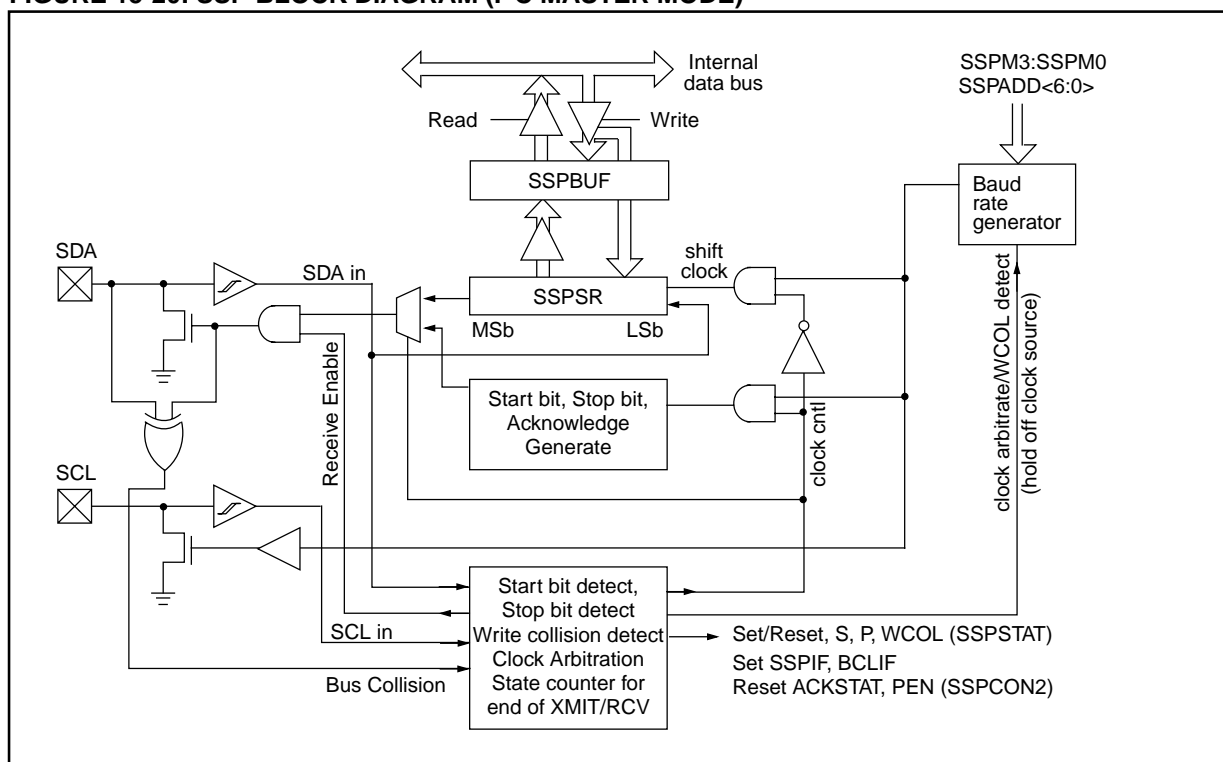 Internal
data bus
SSPM3:SSPM0
SSPADD<6:0>
Read
Write
SSPBUF
Baud
rate
generator
SDA
SDA in
shift
clock
SSPSR
MSb
LSb
clock arbitrate/WCOL detect
(hold off clock source)
Receive Enable
Start bit, Stop bit,
Acknowledge
Generate
clock cntl
SCL
SCL in
Bus Collision
Start bit detect,
Stop bit detect
Write collision detect
Clock Arbitration
State counter for
end of XMIT/RCV
Set/Reset, S, P, WCOL (SSPSTAT)
Set SSPIF, BCLIF
Reset ACKSTAT, PEN (SSPCON2)